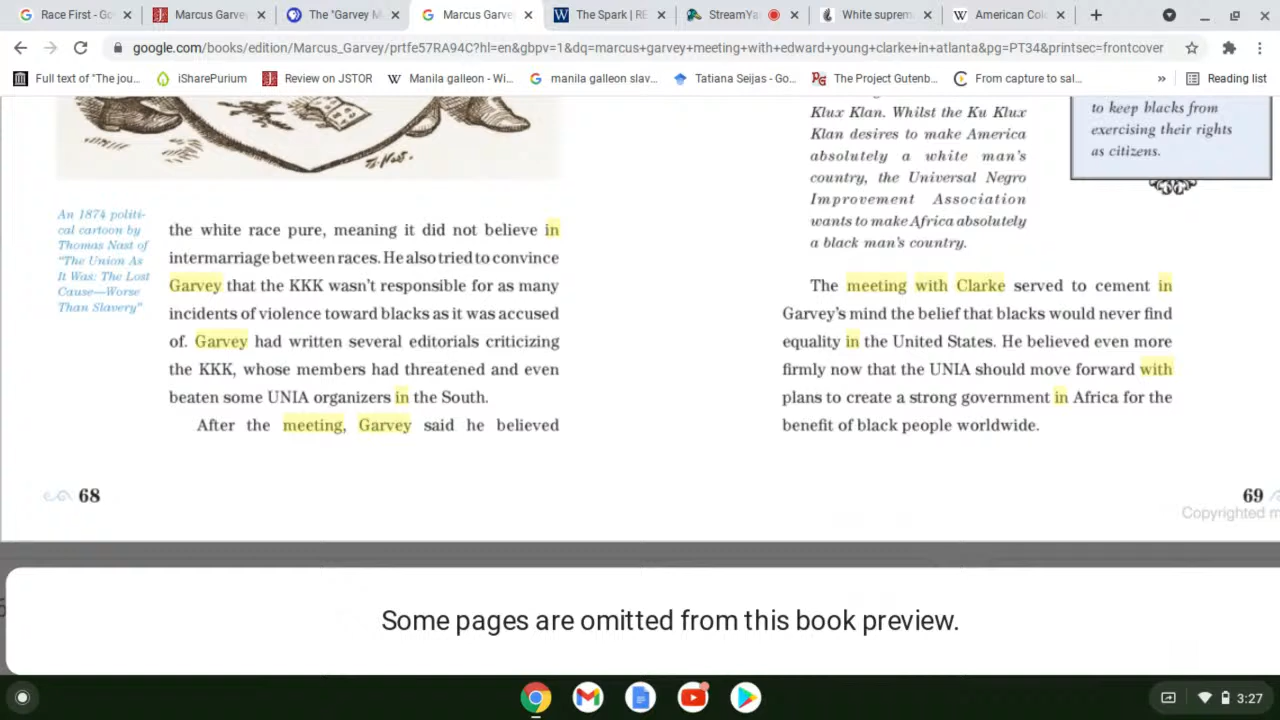 Race First - Go
Marcus Garve
The "Garvey M
Marcus Garve
The Spark | RE
StreamYa
White suprem
American Colo
google.com/books/edition/Marcus_Garvey/prtfe57RA94C?hl=en&gbpv=1&dq=marcus+garvey+meeting+with+edward+young+clarke+in+atlanta&pg=PT34&printsec=frontcover
Full text of "The jou...
iSharePurium
Review on JSTOR
Manila galleon - Wi...
manila galleon slav...
Tatiana Seijas - Go...
The Project Gutenb...
From capture to sal...
»
Reading list
Th. Nast.
An 1874 politi-
cal cartoon by
Thomas Nast of
"The Union As
It Was: The Lost
Cause—Worse
Than Slavery"
the white race pure, meaning it did not believe in
intermarriage between races. He also tried to convince
Garvey that the KKK wasn't responsible for as many
incidents of violence toward blacks as it was accused
of. Garvey had written several editorials criticizing
the KKK, whose members had threatened and even
beaten some UNIA organizers in the South.
After the meeting, Garvey said he believed
68
Klux Klan. Whilst the Ku Klux
Klan desires to make America
absolutely a white man's
country, the Universal Negro
Improvement Association
wants to make Africa absolutely
a black man's country.
to keep blacks from
exercising their rights
as citizens.
The meeting with Clarke served to cement in
Garvey's mind the belief that blacks would never find
equality in the United States. He believed even more
firmly now that the UNIA should move forward with
plans to create a strong government in Africa for the
benefit of black people worldwide.
69
Copyrighted m
Some pages are omitted from this book preview.
3:27